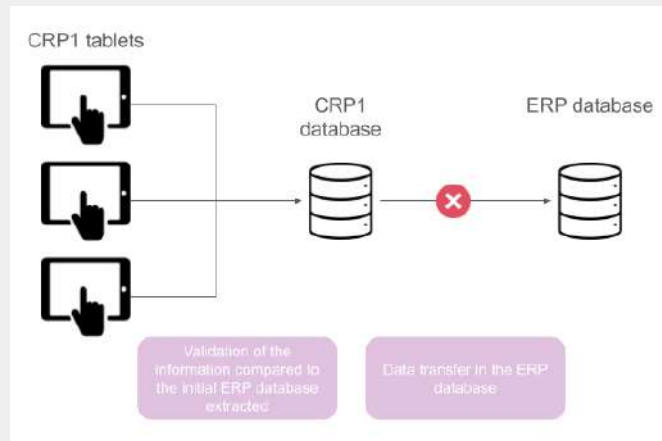 CRP1 tablets
CRP1
database
ERP database
Validation of the
information compared to
the initial ERP database
extracted
Data transfer in the ERP
database